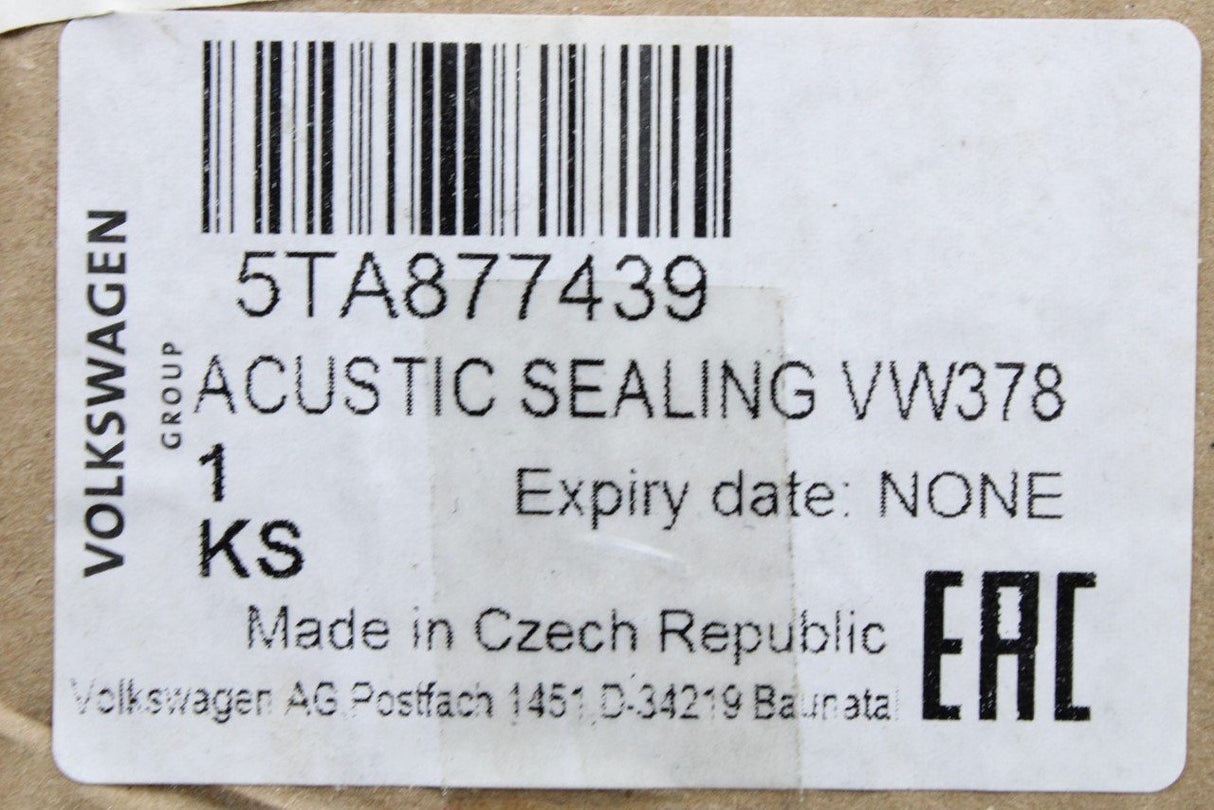 VOLKSWAGEN
GROUP
5TA877439
ACUSTIC SEALING VW378
1
Expiry date: NONE
KS
Made in Czech Republic
EAC
Volkswagen AG,Postfach 1451,D-34219 Baunatal